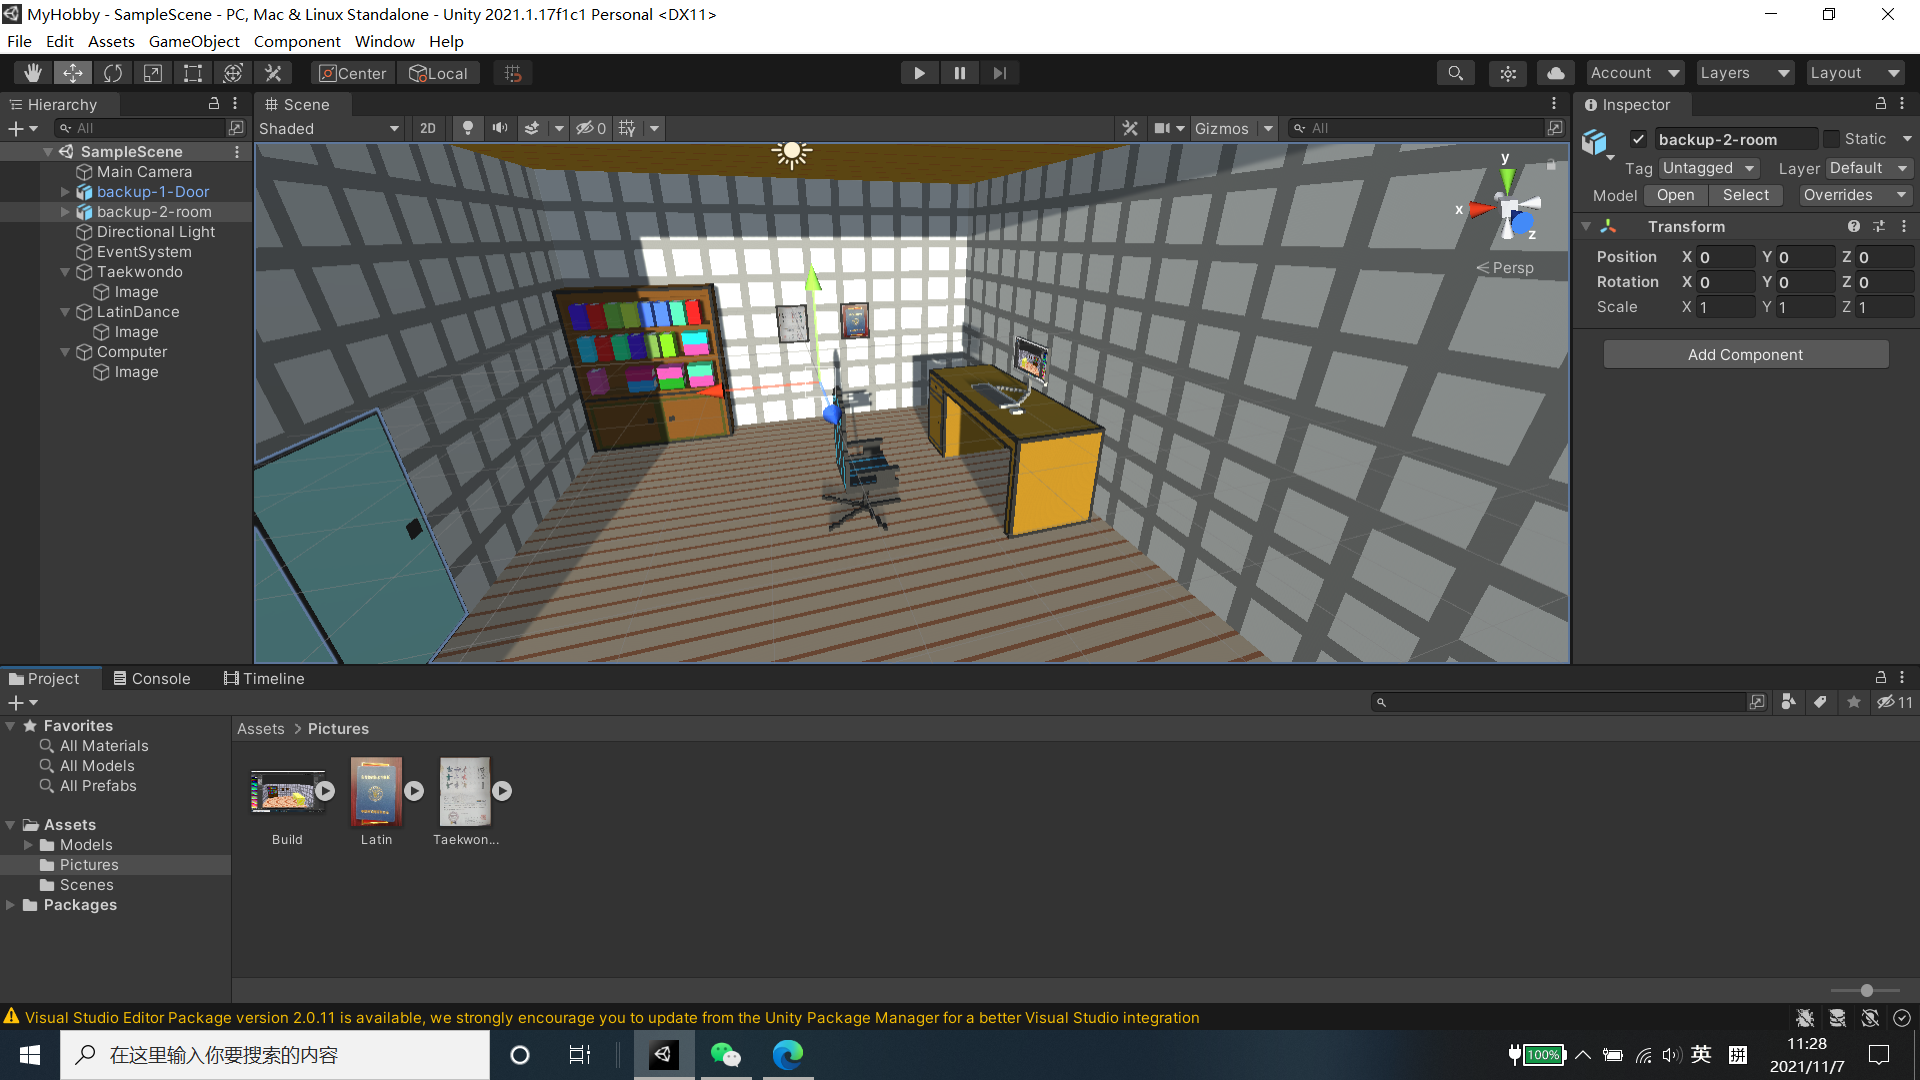 MyHobby - SampleScene - PC, Mac & Linux Standalone - Unity 2021.1.17f1c1 Personal <DX11>
File Edit Assets GameObject Component Window Help
Center Local Account Layers Layout
Hierarchy
All
SampleScene
Main Camera
backup-1-Door
backup-2-room
Directional Light
EventSystem
Taekwondo
Image
LatinDance
Image
Computer
Image
Scene
Shaded 2D 0 Gizmos All
y
x
z
Persp
Inspector
backup-2-room Static
Tag Untagged Layer Default
Model Open Select Overrides
Transform
Position X 0 Y 0 Z 0
Rotation X 0 Y 0 Z 0
Scale X 1 Y 1 Z 1
Add Component
Project Console Timeline
11
Favorites
All Materials
All Models
All Prefabs
Assets
Models
Pictures
Scenes
Packages
Assets > Pictures
Build Latin Taekwon...
Visual Studio Editor Package version 2.0.11 is available, we strongly encourage you to update from the Unity Package Manager for a better Visual Studio integration
在这里输入你要搜索的内容
100% 英 拼
11:28
2021/11/7